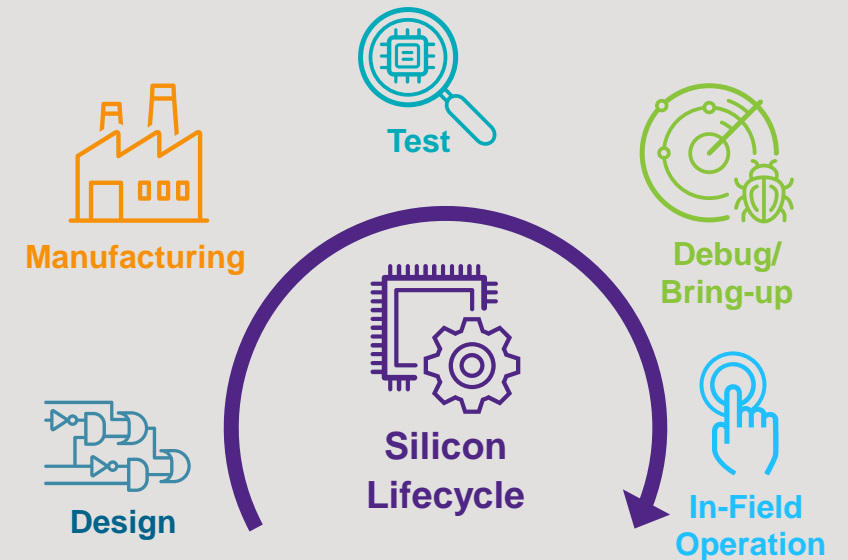 Test
Manufacturing
Debug/
Bring-up
Silicon
Lifecycle
Design
In-Field
Operation